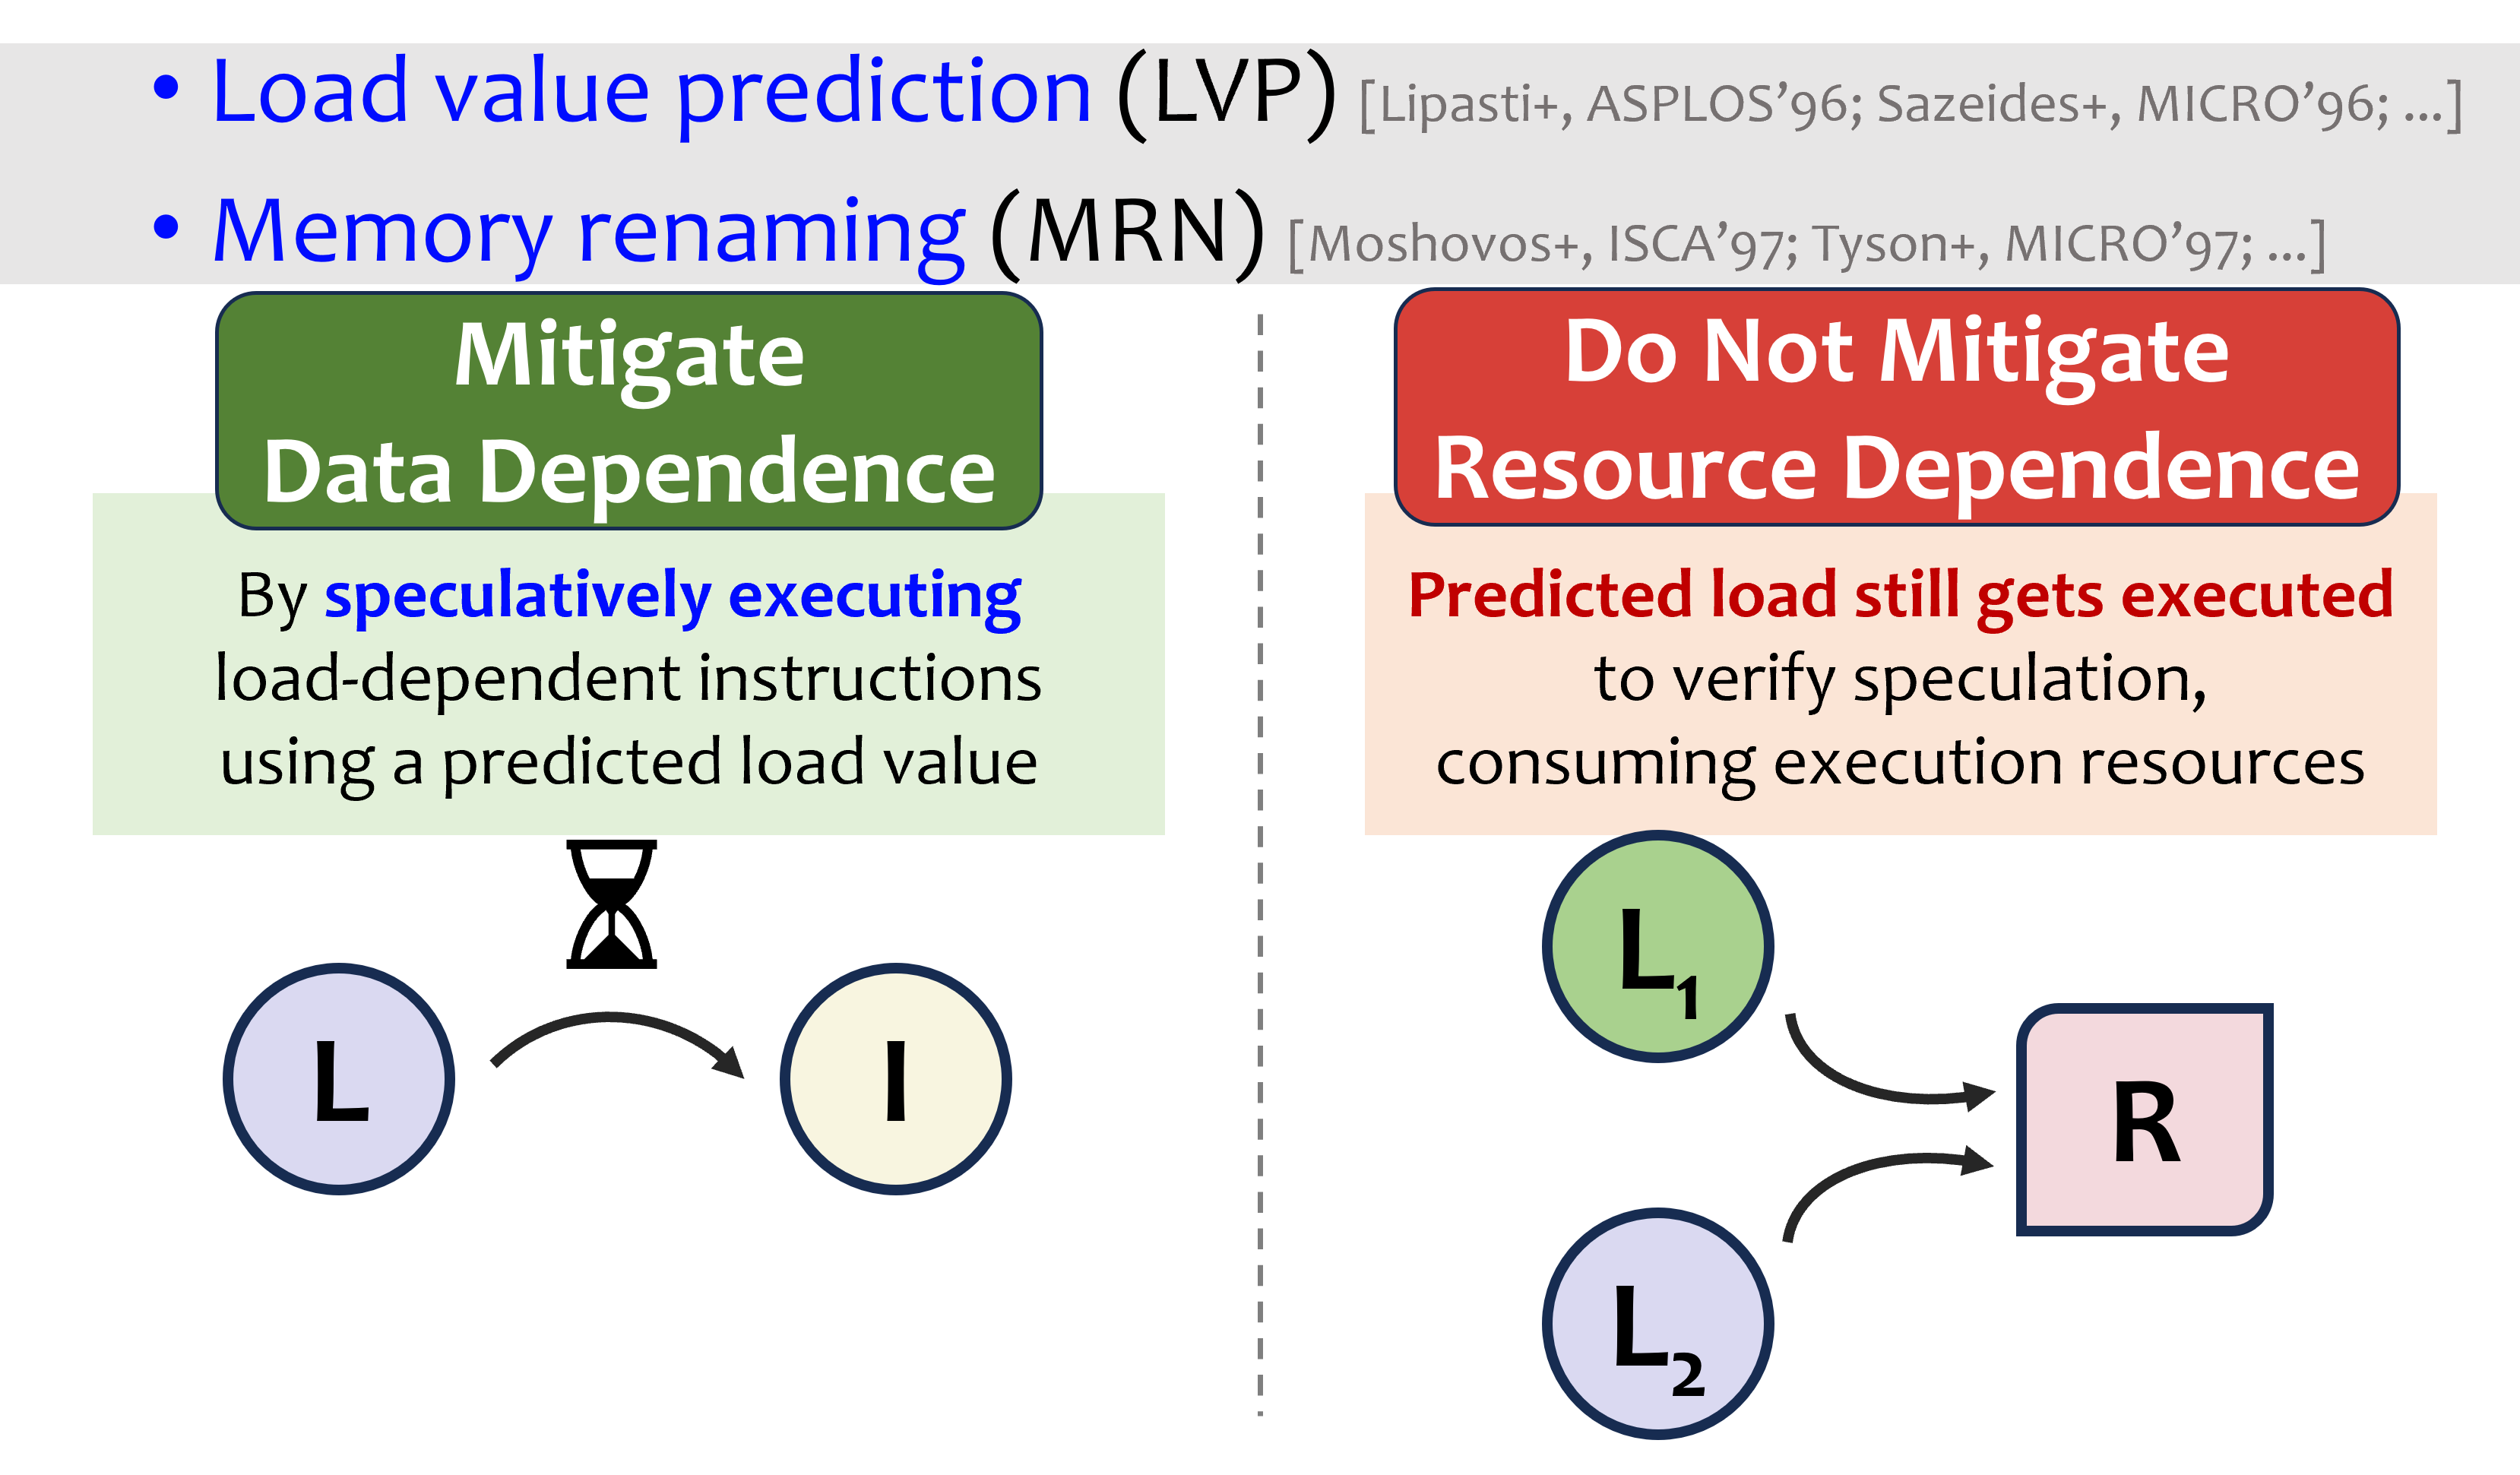 • Load value prediction (LVP) [Lipasti+, ASPLOS’96; Sazeides+, MICRO’96; ...]
• Memory renaming (MRN) [Moshovos+, ISCA’97; Tyson+, MICRO’97; ...]
Mitigate
Data Dependence
By speculatively executing
load-dependent instructions
using a predicted load value
L
I
Do Not Mitigate
Resource Dependence
Predicted load still gets executed
to verify speculation,
consuming execution resources
L1
R
L2